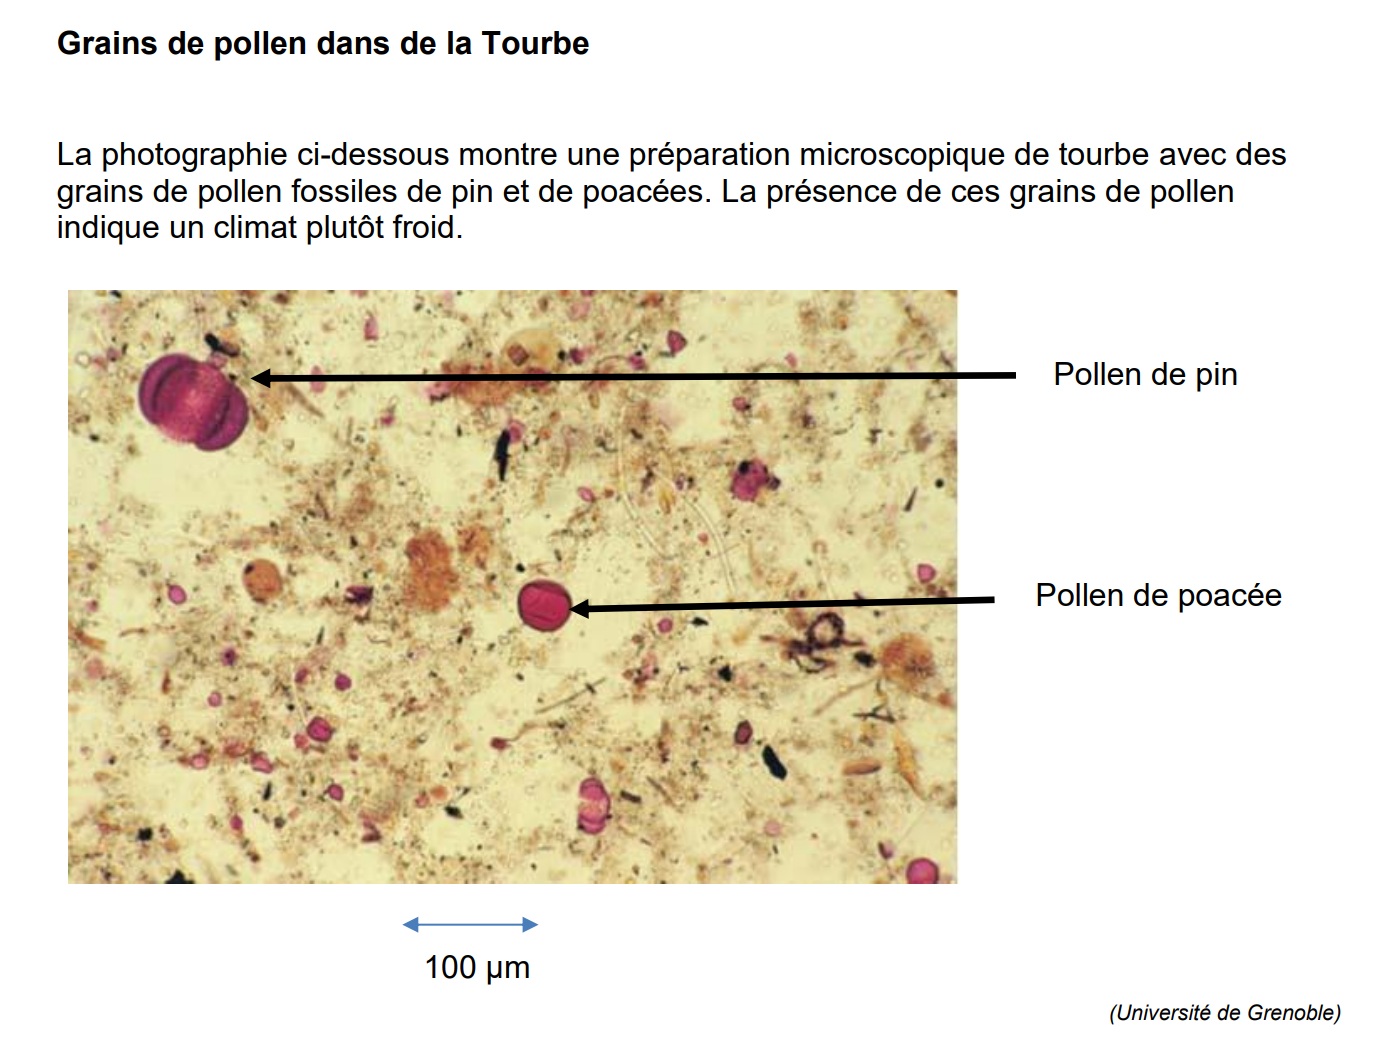 Grains de pollen dans de la Tourbe
La photographie ci-dessous montre une préparation microscopique de tourbe avec des
grains de pollen fossiles de pin et de poacées. La présence de ces grains de pollen
indique un climat plutôt froid.
Pollen de pin
Pollen de poacée
100 µm
(Université de Grenoble)